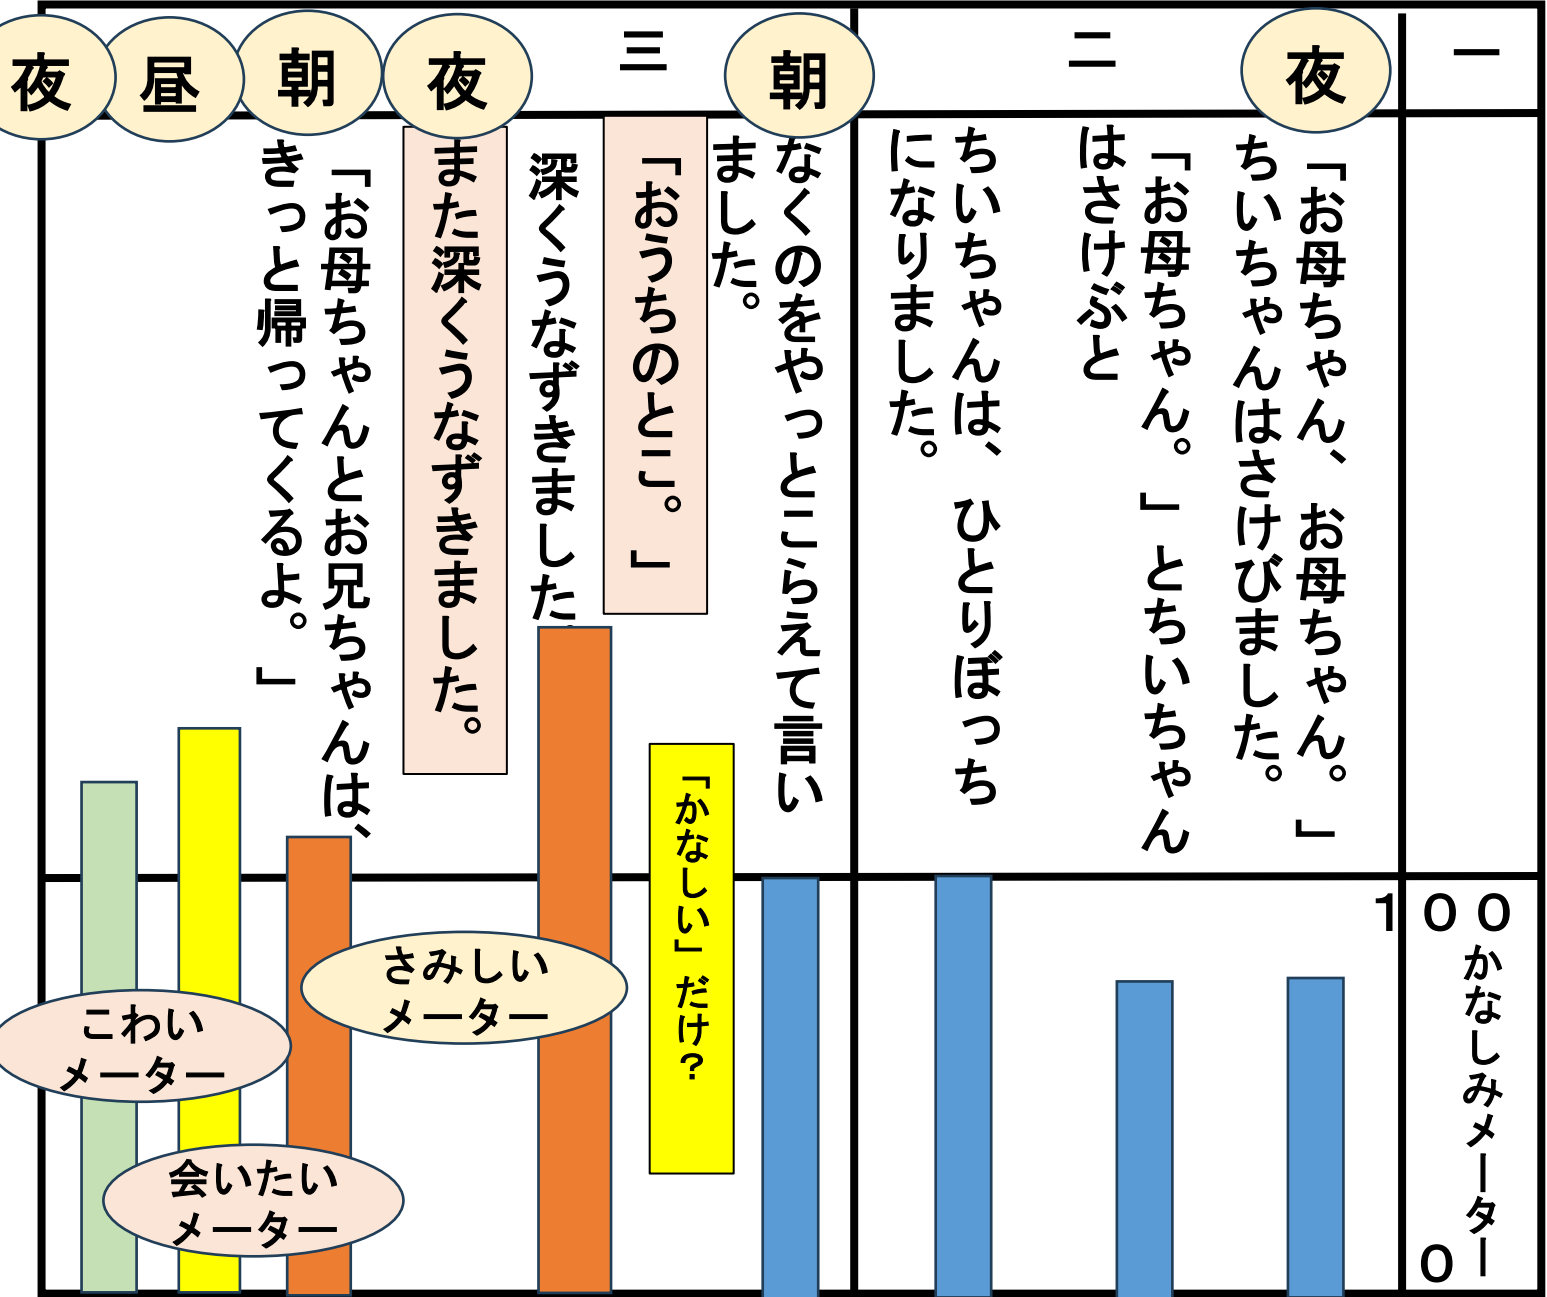 一
かなしみメーター
１００
０
夜
二
「お母ちゃん、お母ちゃん。」
ちいちゃんはさけびました。
「お母ちゃん。」とちいちゃん
はさけぶと
ちいちゃんは、ひとりぼっち
になりました。
朝
三
なくのをやっとこらえて言い
ました。
「おうちのとこ。」
「かなしい」だけ？
深くうなずきました
夜
また深くうなずきました。
さみしい
メーター
朝
「お母ちゃんとお兄ちゃんは、
きっと帰ってくるよ。」
昼
会いたい
メーター
夜
こわい
メーター